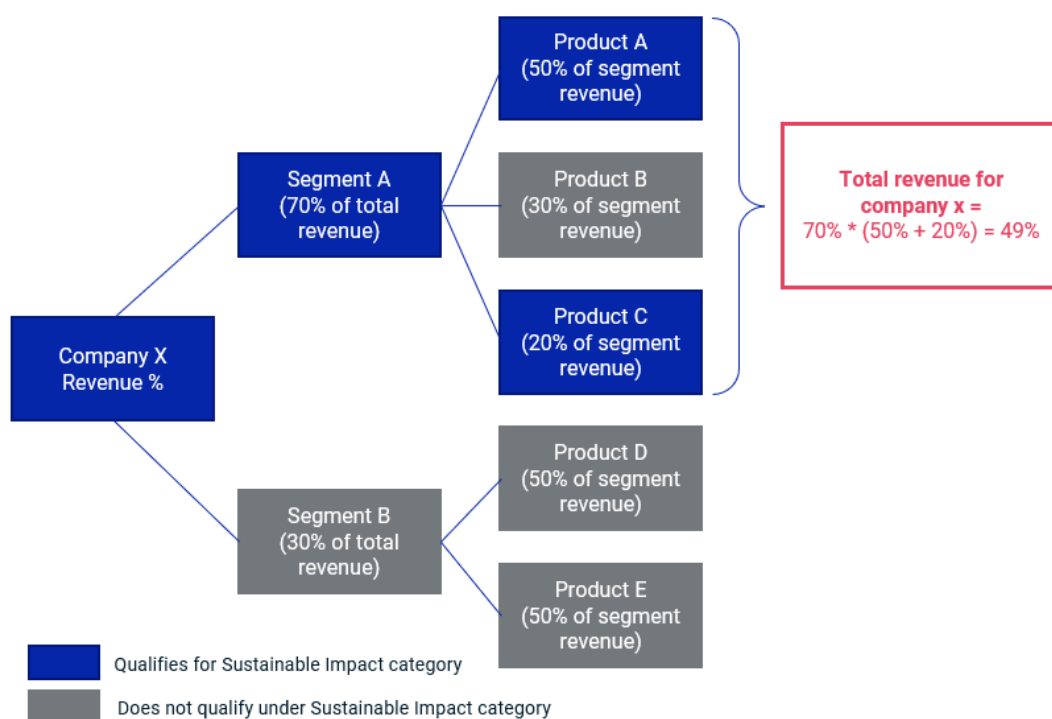 Product A
(50% of segment
revenue)
Segment A
(70% of total
revenue)
Product B
(30% of segment
revenue)
Total revenue for
company x =
70% * (50% + 20%) = 49%
Product C
(20% of segment
revenue)
Company X
Revenue %
Product D
(50% of segment
revenue)
Segment B
(30% of total
revenue)
Product E
(50% of segment
revenue)
Qualifies for Sustainable Impact category
Does not qualify under Sustainable Impact category